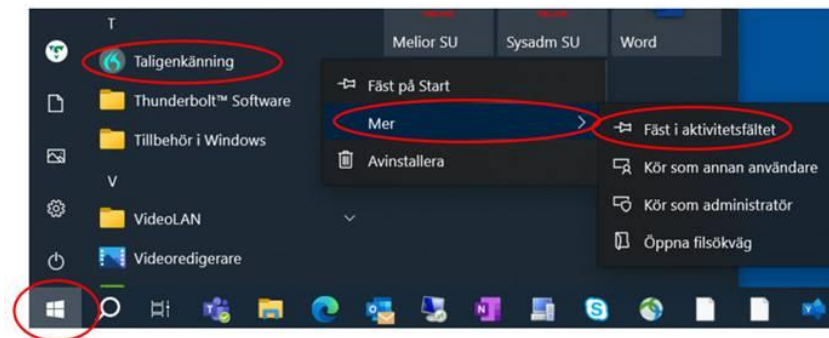 T
Melior SU
Sysadm SU
Word
Taligenkänning
Thunderbolt™ Software
Tillbehör i Windows
V
VideoLAN
Videoredigerare
Fäst på Start
Mer
Avinstallera
Fäst i aktivitetsfältet
Kör som annan användare
Kör som administratör
Öppna filsökväg